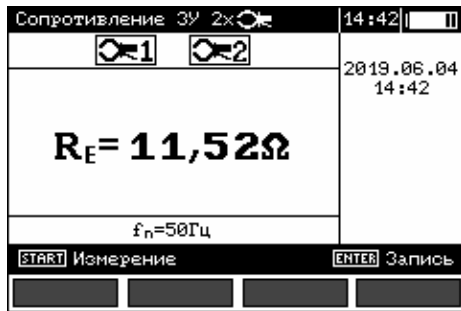 Сопротивление ЗУ 2x 14:42
1 2
2019.06.04
14:42
RE= 11,52Ω
fn=50Гц
START Измерение ENTER Запись